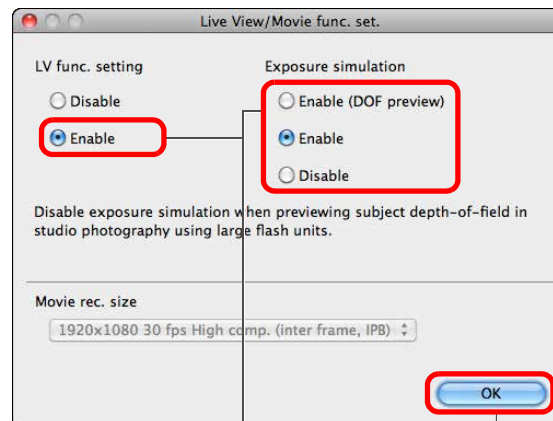 Live View/Movie func. set.
LV func. setting
Exposure simulation
Disable
Enable (DOF preview)
Enable
Enable
Disable
Disable exposure simulation when previewing subject depth-of-field in
studio photography using large flash units.
Movie rec. size
1920x1080 30 fps High comp. (inter frame, IPB)
OK